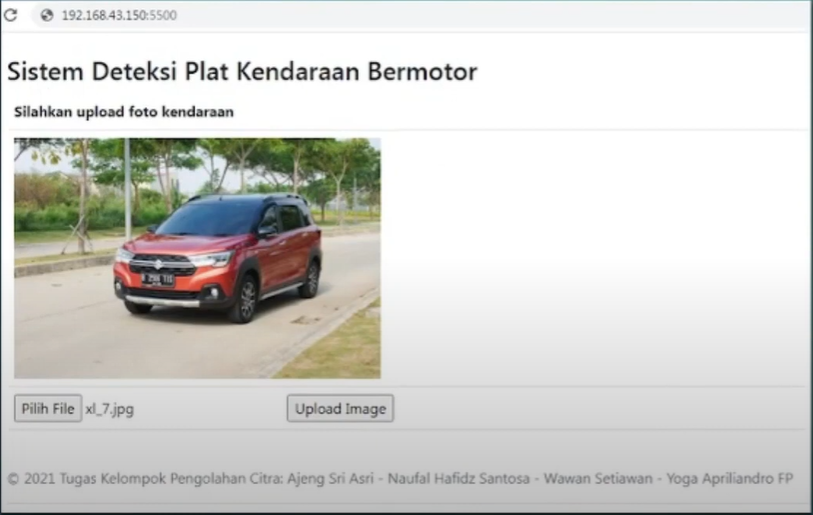 192.168.43.150:5500
Sistem Deteksi Plat Kendaraan Bermotor
Silahkan upload foto kendaraan
Pilih File xl_7.jpg Upload Image
© 2021 Tugas Kelompok Pengolahan Citra: Ajeng Sri Asri - Naufal Hafidz Santosa - Wawan Setiawan - Yoga Apriliandro FP